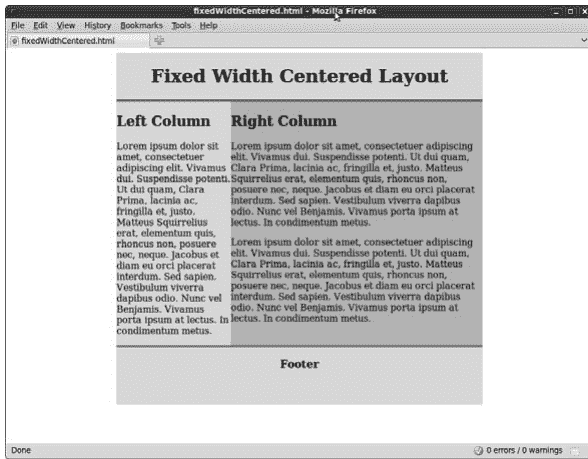 fixedWidthCentered.html - Mozilla Firefox
File Edit View History Bookmarks Tools Help
fixedWidthCentered.html
Fixed Width Centered Layout
Left Column
Lorem ipsum dolor sit
amet, consectetuer
adipiscing elit. Vivamus
dui. Suspendisse potenti.
Ut dui quam, Clara
Prima, lacinia ac,
fringilla et, justo.
Matteus Squirrelius
erat, elementum quis,
rhoncus non, posuere
nec, neque. Jacobus et
diam eu orci placerat
interdum. Sed sapien.
Vestibulum viverra
dapibus odio. Nunc vel
Benjamis. Vivamus
porta ipsum at lectus. In
condimentum metus.
Right Column
Lorem ipsum dolor sit amet, consectetuer adipiscing
elit. Vivamus dui. Suspendisse potenti. Ut dui quam,
Clara Prima, lacinia ac, fringilla et, justo. Matteus
Squirrelius erat, elementum quis, rhoncus non,
posuere nec, neque. Jacobus et diam eu orci placerat
interdum. Sed sapien. Vestibulum viverra dapibus
odio. Nunc vel Benjamis. Vivamus porta ipsum at
lectus. In condimentum metus.
Lorem ipsum dolor sit amet, consectetuer adipiscing
elit. Vivamus dui. Suspendisse potenti. Ut dui quam,
Clara Prima, lacinia ac, fringilla et, justo. Matteus
Squirrelius erat, elementum quis, rhoncus non,
posuere nec, neque. Jacobus et diam eu orci placerat
interdum. Sed sapien. Vestibulum viverra dapibus
odio. Nunc vel Benjamis. Vivamus porta ipsum at
lectus. In condimentum metus.
Footer
Done
0 errors / 0 warnings